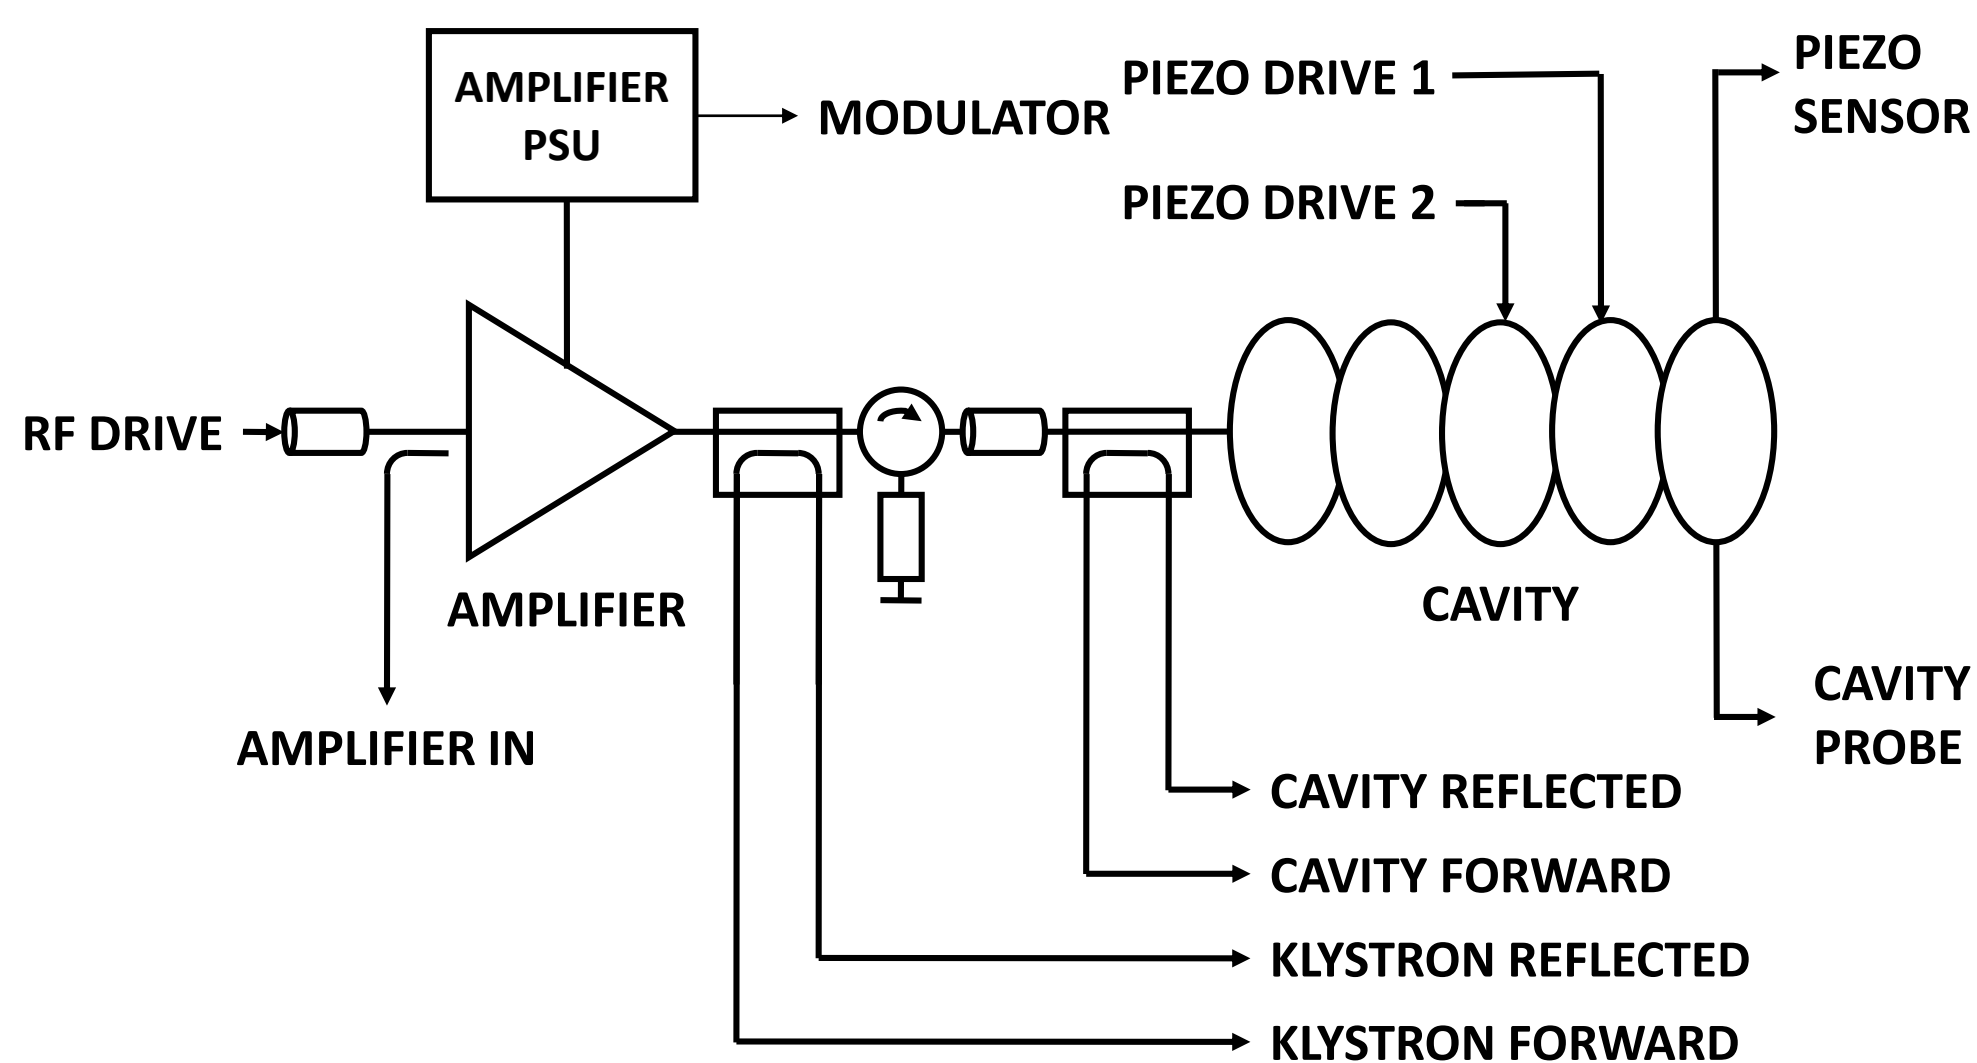 AMPLIFIER
PSU
MODULATOR
PIEZO DRIVE 1
PIEZO
SENSOR
PIEZO DRIVE 2
RF DRIVE
AMPLIFIER
CAVITY
AMPLIFIER IN
CAVITY
PROBE
CAVITY REFLECTED
CAVITY FORWARD
KLYSTRON REFLECTED
KLYSTRON FORWARD